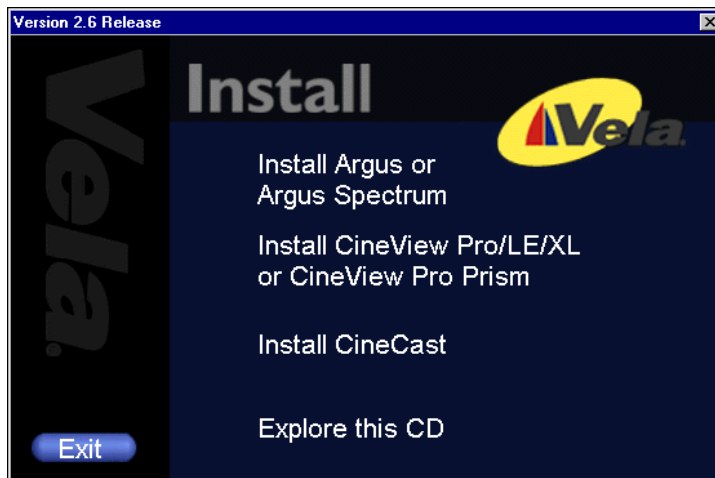 Version 2.6 Release
Vela.
Install
Vela.
Install Argus or
Argus Spectrum
Install CineView Pro/LE/XL
or CineView Pro Prism
Install CineCast
Explore this CD
Exit